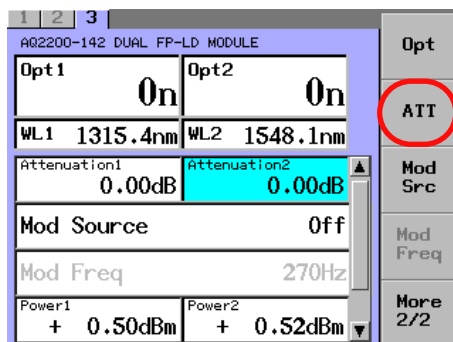 1 2 3
AQ2200-142 DUAL FP-LD MODULE
Opt1 On Opt2 On
WL1 1315.4nm WL2 1548.1nm
Attenuation1 0.00dB Attenuation2 0.00dB
Mod Source Off
Mod Freq 270Hz
Power1 + 0.50dBm Power2 + 0.52dBm
Opt
ATT
Mod
Src
Mod
Freq
More
2/2